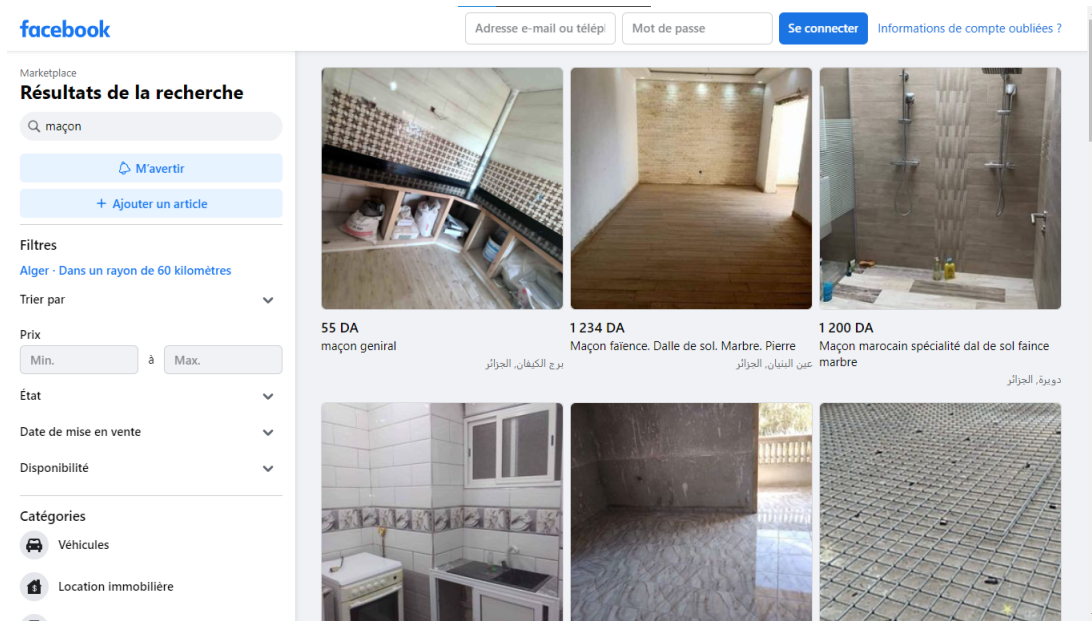 facebook
Adresse e-mail ou télépl
Mot de passe
Se connecter
Informations de compte oubliées ?
Marketplace
Résultats de la recherche
maçon
M'avertir
+ Ajouter un article
Filtres
Alger · Dans un rayon de 60 kilomètres
Trier par
Prix
Min.
à
Max.
État
Date de mise en vente
Disponibilité
Catégories
Véhicules
Location immobilière
55 DA
maçon geniral
برج الكيفان, الجزائر
1 234 DA
Maçon faïence. Dalle de sol. Marbre. Pierre
عين البنيان, الجزائر
1 200 DA
Maçon marocain spécialité dal de sol faince
marbre
دويرة, الجزائر